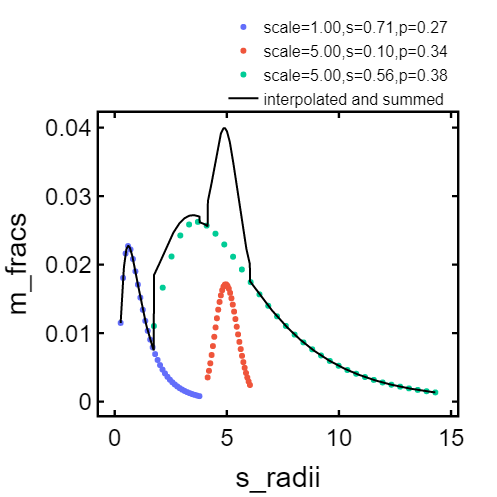 scale=1.00,s=0.71,p=0.27
scale=5.00,s=0.10,p=0.34
scale=5.00,s=0.56,p=0.38
interpolated and summed
0.04
0.03
0.02
0.01
0
m_fracs
0 5 10 15
s_radii